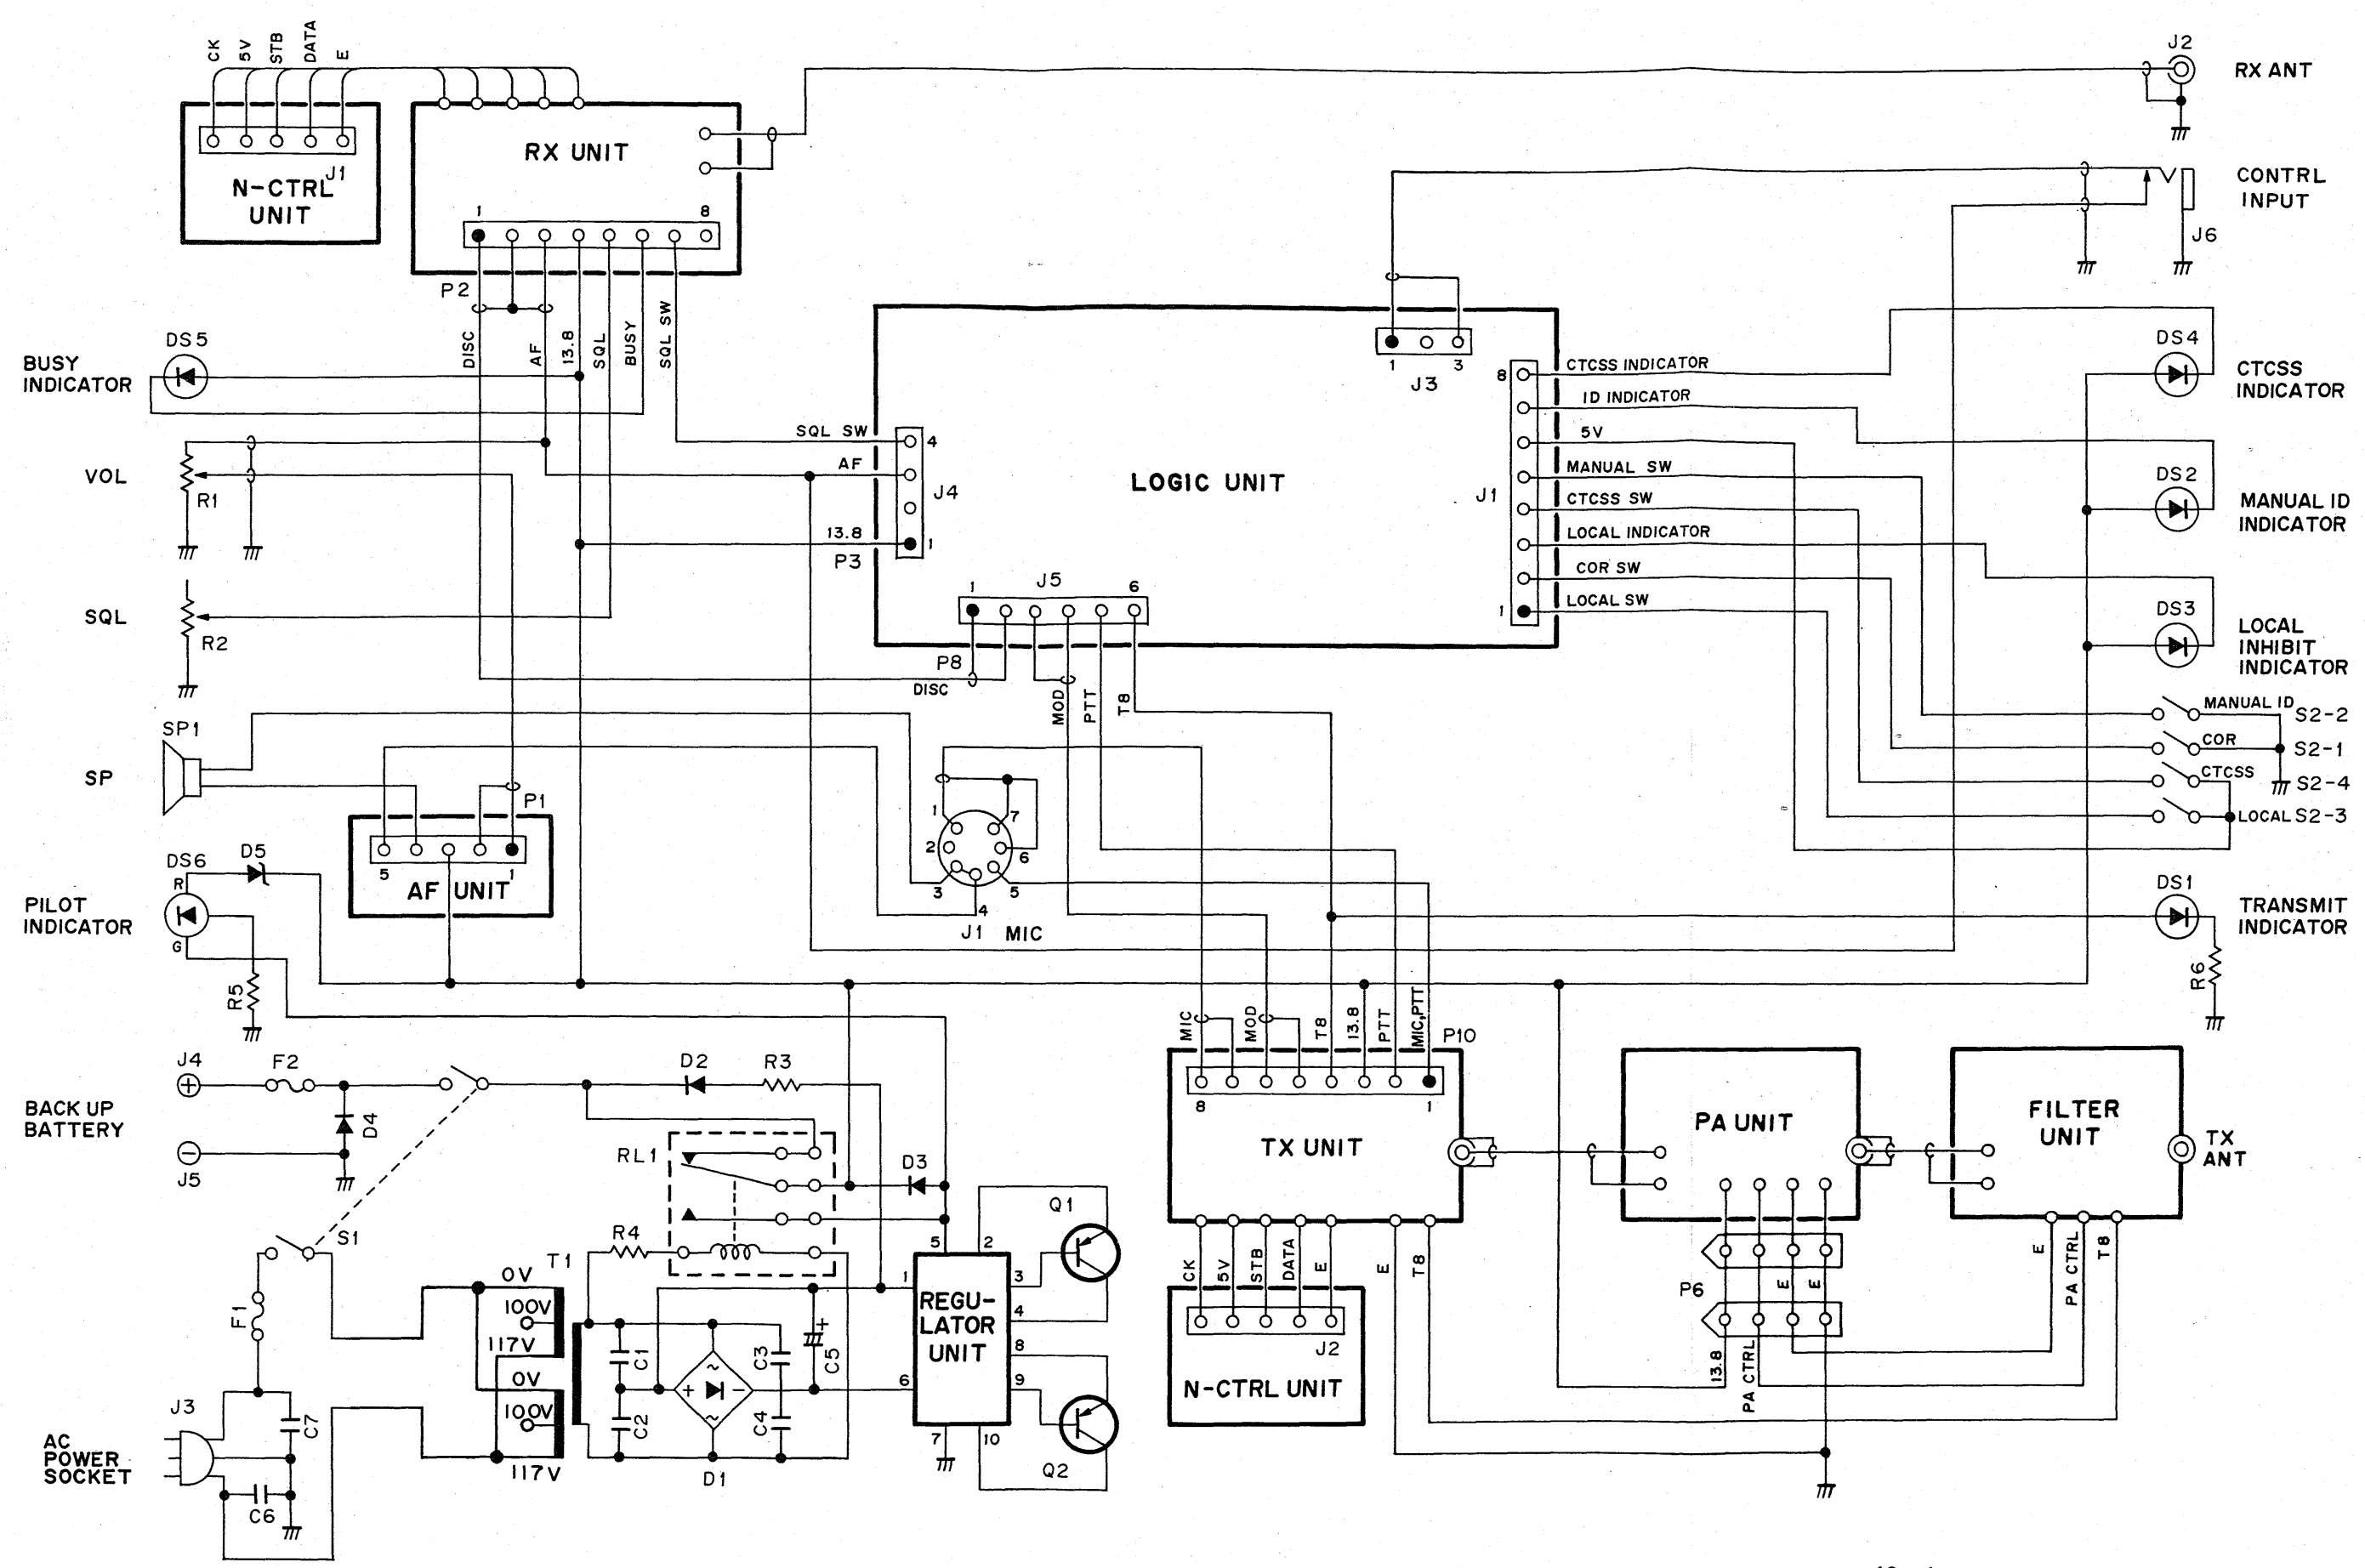 CK
5V
STB
DATA
E
J1
N-CTRL
UNIT
RX UNIT
1
8
P2
DISC
AF
13.8
SQL
BUSY
SQL SW
J2
RX ANT
CONTRL
INPUT
J6
BUSY
INDICATOR
DS5
VOL
R1
SQL
R2
SQL SW
4
AF
J4
13.8
1
P3
LOGIC UNIT
1
3
J3
8
CTCSS INDICATOR
ID INDICATOR
5V
MANUAL SW
J1
CTCSS SW
LOCAL INDICATOR
COR SW
1
LOCAL SW
DS4
CTCSS
INDICATOR
DS2
MANUAL ID
INDICATOR
DS3
LOCAL
INHIBIT
INDICATOR
1
J5
6
P8
DISC
MOD
PTT
T8
MANUAL ID
S2-2
COR
S2-1
CTCSS
S2-4
LOCAL
S2-3
SP1
SP
P1
5
1
AF UNIT
1
7
2
6
3
5
4
J1
MIC
DS6
D5
R
G
PILOT
INDICATOR
R5
DS1
TRANSMIT
INDICATOR
R6
J4
F2
BACK UP
BATTERY
D4
J5
D2
R3
RL1
D3
S1
R4
F1
T1
0V
100V
117V
0V
100V
117V
C1
C2
C3
C4
+
C5
+
-
~
~
D1
J3
C7
AC
POWER
SOCKET
C6
5
2
1
3
4
8
6
9
7
10
REGU-
LATOR
UNIT
Q1
Q2
MIC
MOD
T8
13.8
PTT
MIC,PTT
P10
8
1
TX UNIT
CK
5V
STB
DATA
E
E
T8
J2
N-CTRL UNIT
PA UNIT
P6
E
E
13.8
PA CTRL
FILTER
UNIT
TX
ANT
E
PA CTRL
T8